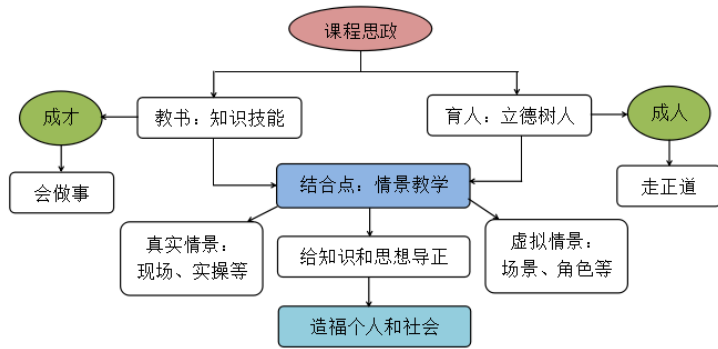 课程思政
成才
教书：知识技能
育人：立德树人
成人
会做事
结合点：情景教学
走正道
真实情景：
现场、实操等
给知识和思想导正
虚拟情景：
场景、角色等
造福个人和社会